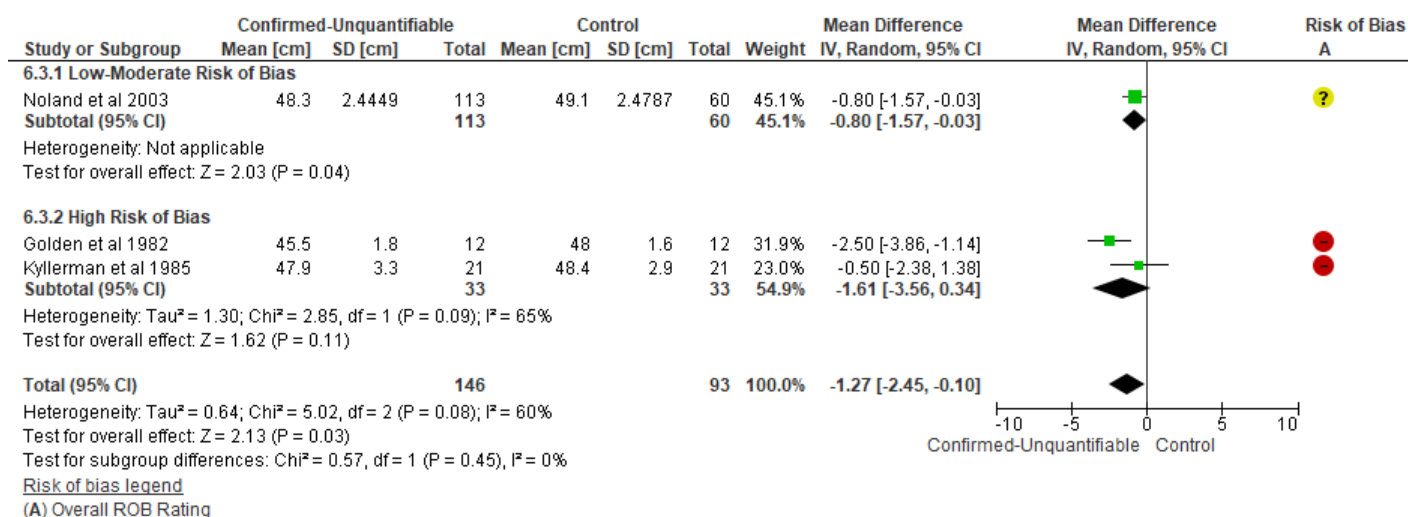 Confirmed-Unquantifiable Control Mean Difference Mean Difference Risk of Bias
Study or Subgroup Mean [cm] SD [cm] Total Mean [cm] SD [cm] Total Weight IV, Random, 95% CI IV, Random, 95% CI A
6.3.1 Low-Moderate Risk of Bias
Noland et al 2003 48.3 2.4449 113 49.1 2.4787 60 45.1% -0.80 [-1.57, -0.03] ?
Subtotal (95% CI) 113 60 45.1% -0.80 [-1.57, -0.03]
Heterogeneity: Not applicable
Test for overall effect: Z = 2.03 (P = 0.04)
6.3.2 High Risk of Bias
Golden et al 1982 45.5 1.8 12 48 1.6 12 31.9% -2.50 [-3.86, -1.14] -
Kyllerman et al 1985 47.9 3.3 21 48.4 2.9 21 23.0% -0.50 [-2.38, 1.38] -
Subtotal (95% CI) 33 33 54.9% -1.61 [-3.56, 0.34]
Heterogeneity: Tau² = 1.30; Chi² = 2.85, df = 1 (P = 0.09); I² = 65%
Test for overall effect: Z = 1.62 (P = 0.11)
Total (95% CI) 146 93 100.0% -1.27 [-2.45, -0.10]
Heterogeneity: Tau² = 0.64; Chi² = 5.02, df = 2 (P = 0.08); I² = 60%
Test for overall effect: Z = 2.13 (P = 0.03)
Test for subgroup differences: Chi² = 0.57, df = 1 (P = 0.45), I² = 0%
-10 -5 0 5 10
Confirmed-Unquantifiable Control
Risk of bias legend
(A) Overall ROB Rating